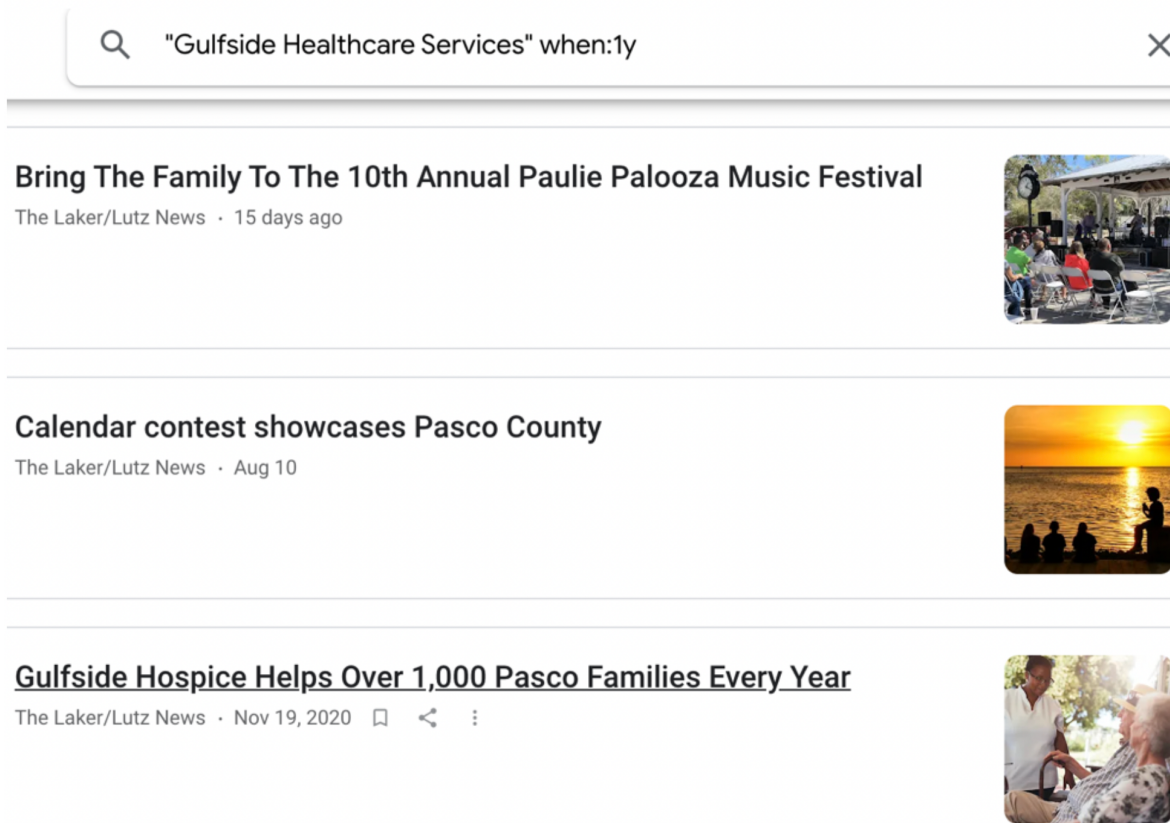 "Gulfside Healthcare Services" when:1y
Bring The Family To The 10th Annual Paulie Palooza Music Festival
The Laker/Lutz News · 15 days ago
Calendar contest showcases Pasco County
The Laker/Lutz News · Aug 10
Gulfside Hospice Helps Over 1,000 Pasco Families Every Year
The Laker/Lutz News · Nov 19, 2020